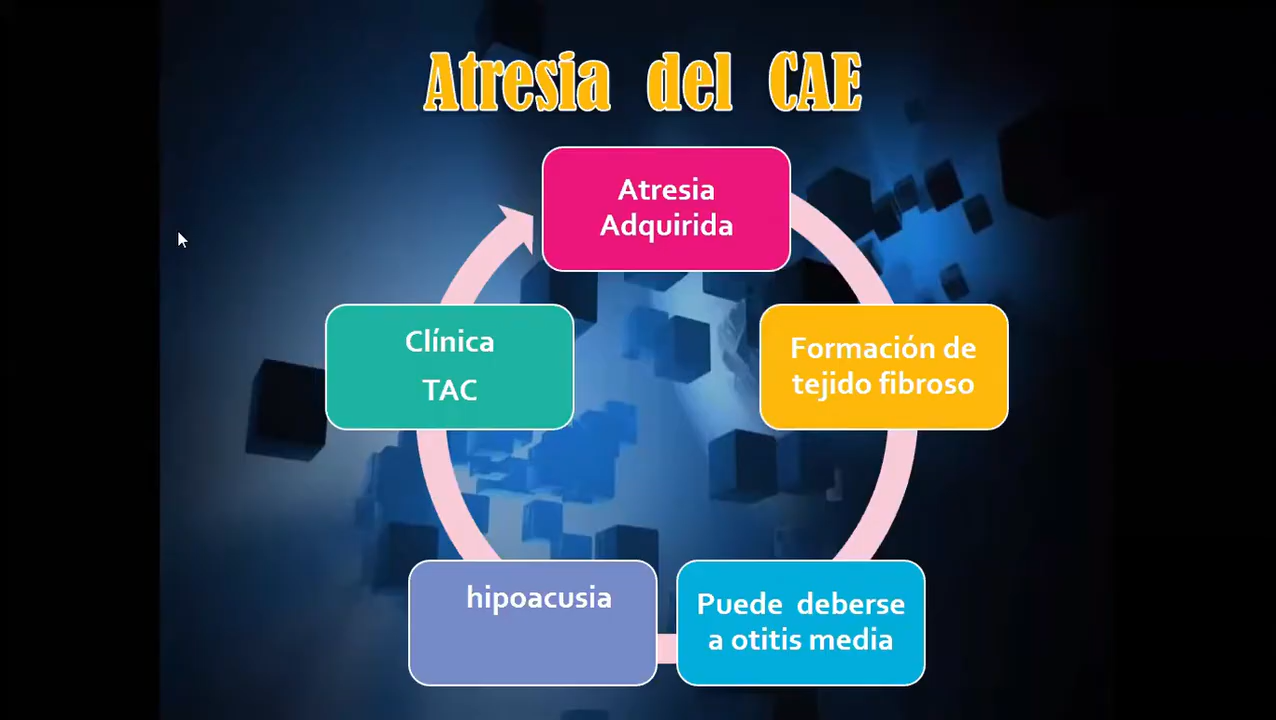 Atresia del CAE
Atresia
Adquirida
Formación de
tejido fibroso
Puede deberse
a otitis media
hipoacusia
Clínica
TAC